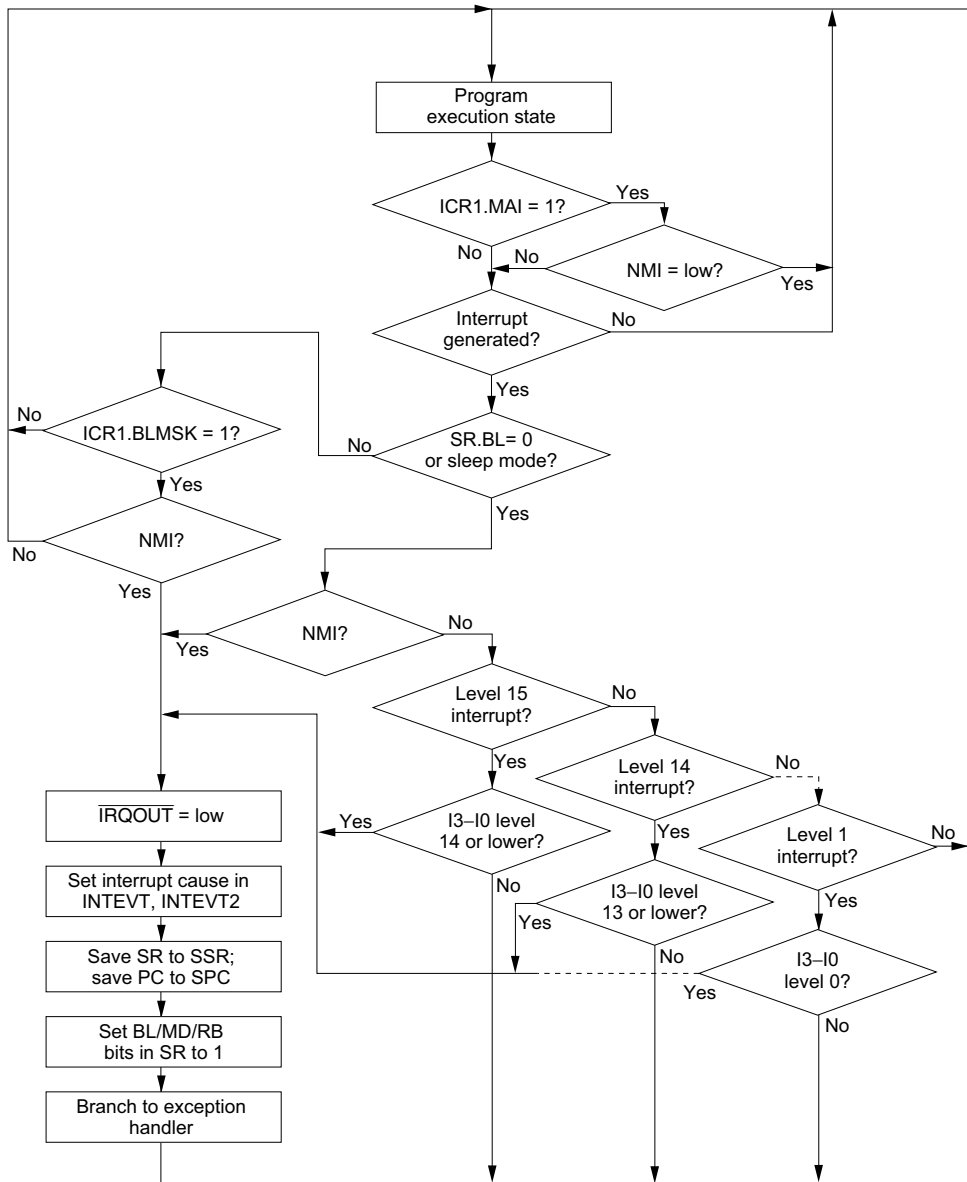 Program
execution state
ICR1.MAI = 1?
Yes
No
No
NMI = low?
Yes
Interrupt
generated?
No
Yes
No
ICR1.BLMSK = 1?
SR.BL= 0
or sleep mode?
No
Yes
Yes
NMI?
No
Yes
NMI?
No
Yes
Level 15
interrupt?
No
Yes
Level 14
interrupt?
No
Yes
IRQOUT = low
Yes
I3–I0 level
14 or lower?
Level 1
interrupt?
No
No
Yes
Set interrupt cause in
INTEVT, INTEVT2
I3–I0 level
13 or lower?
Yes
No
Save SR to SSR;
save PC to SPC
I3–I0
level 0?
Yes
No
Set BL/MD/RB
bits in SR to 1
Branch to exception
handler